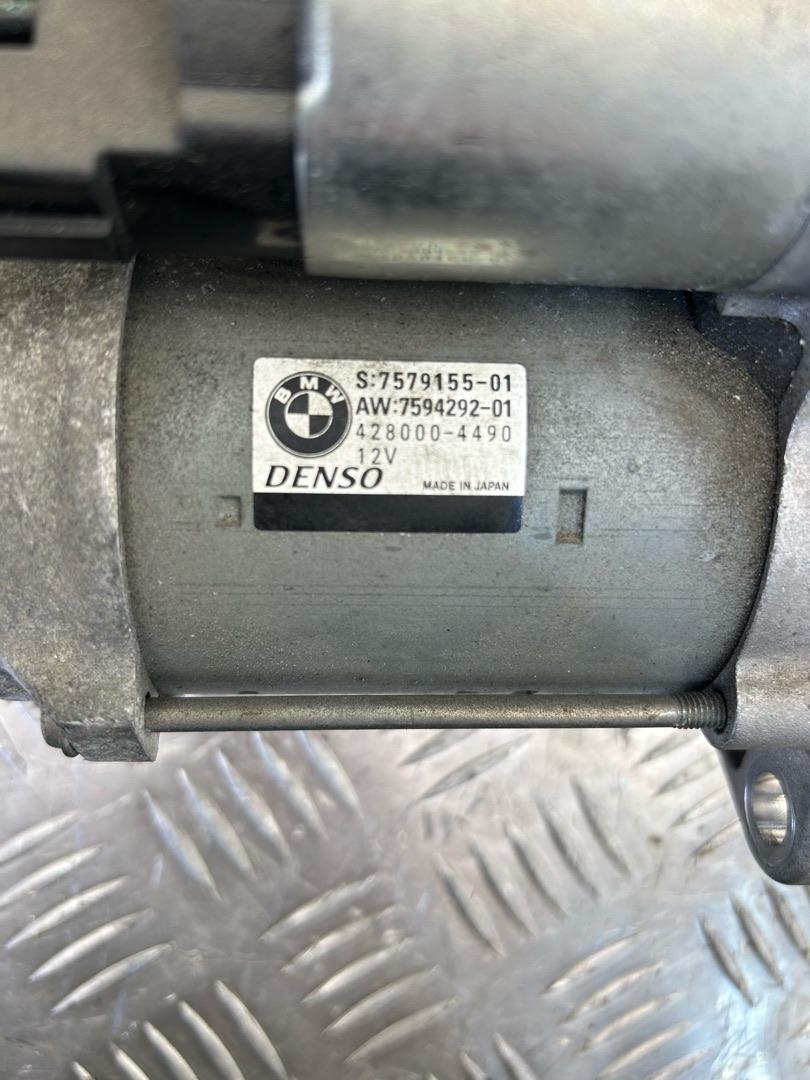 BMW
S:7579155-01
AW:7594292-01
428000-4490
12V
DENSO
MADE IN JAPAN